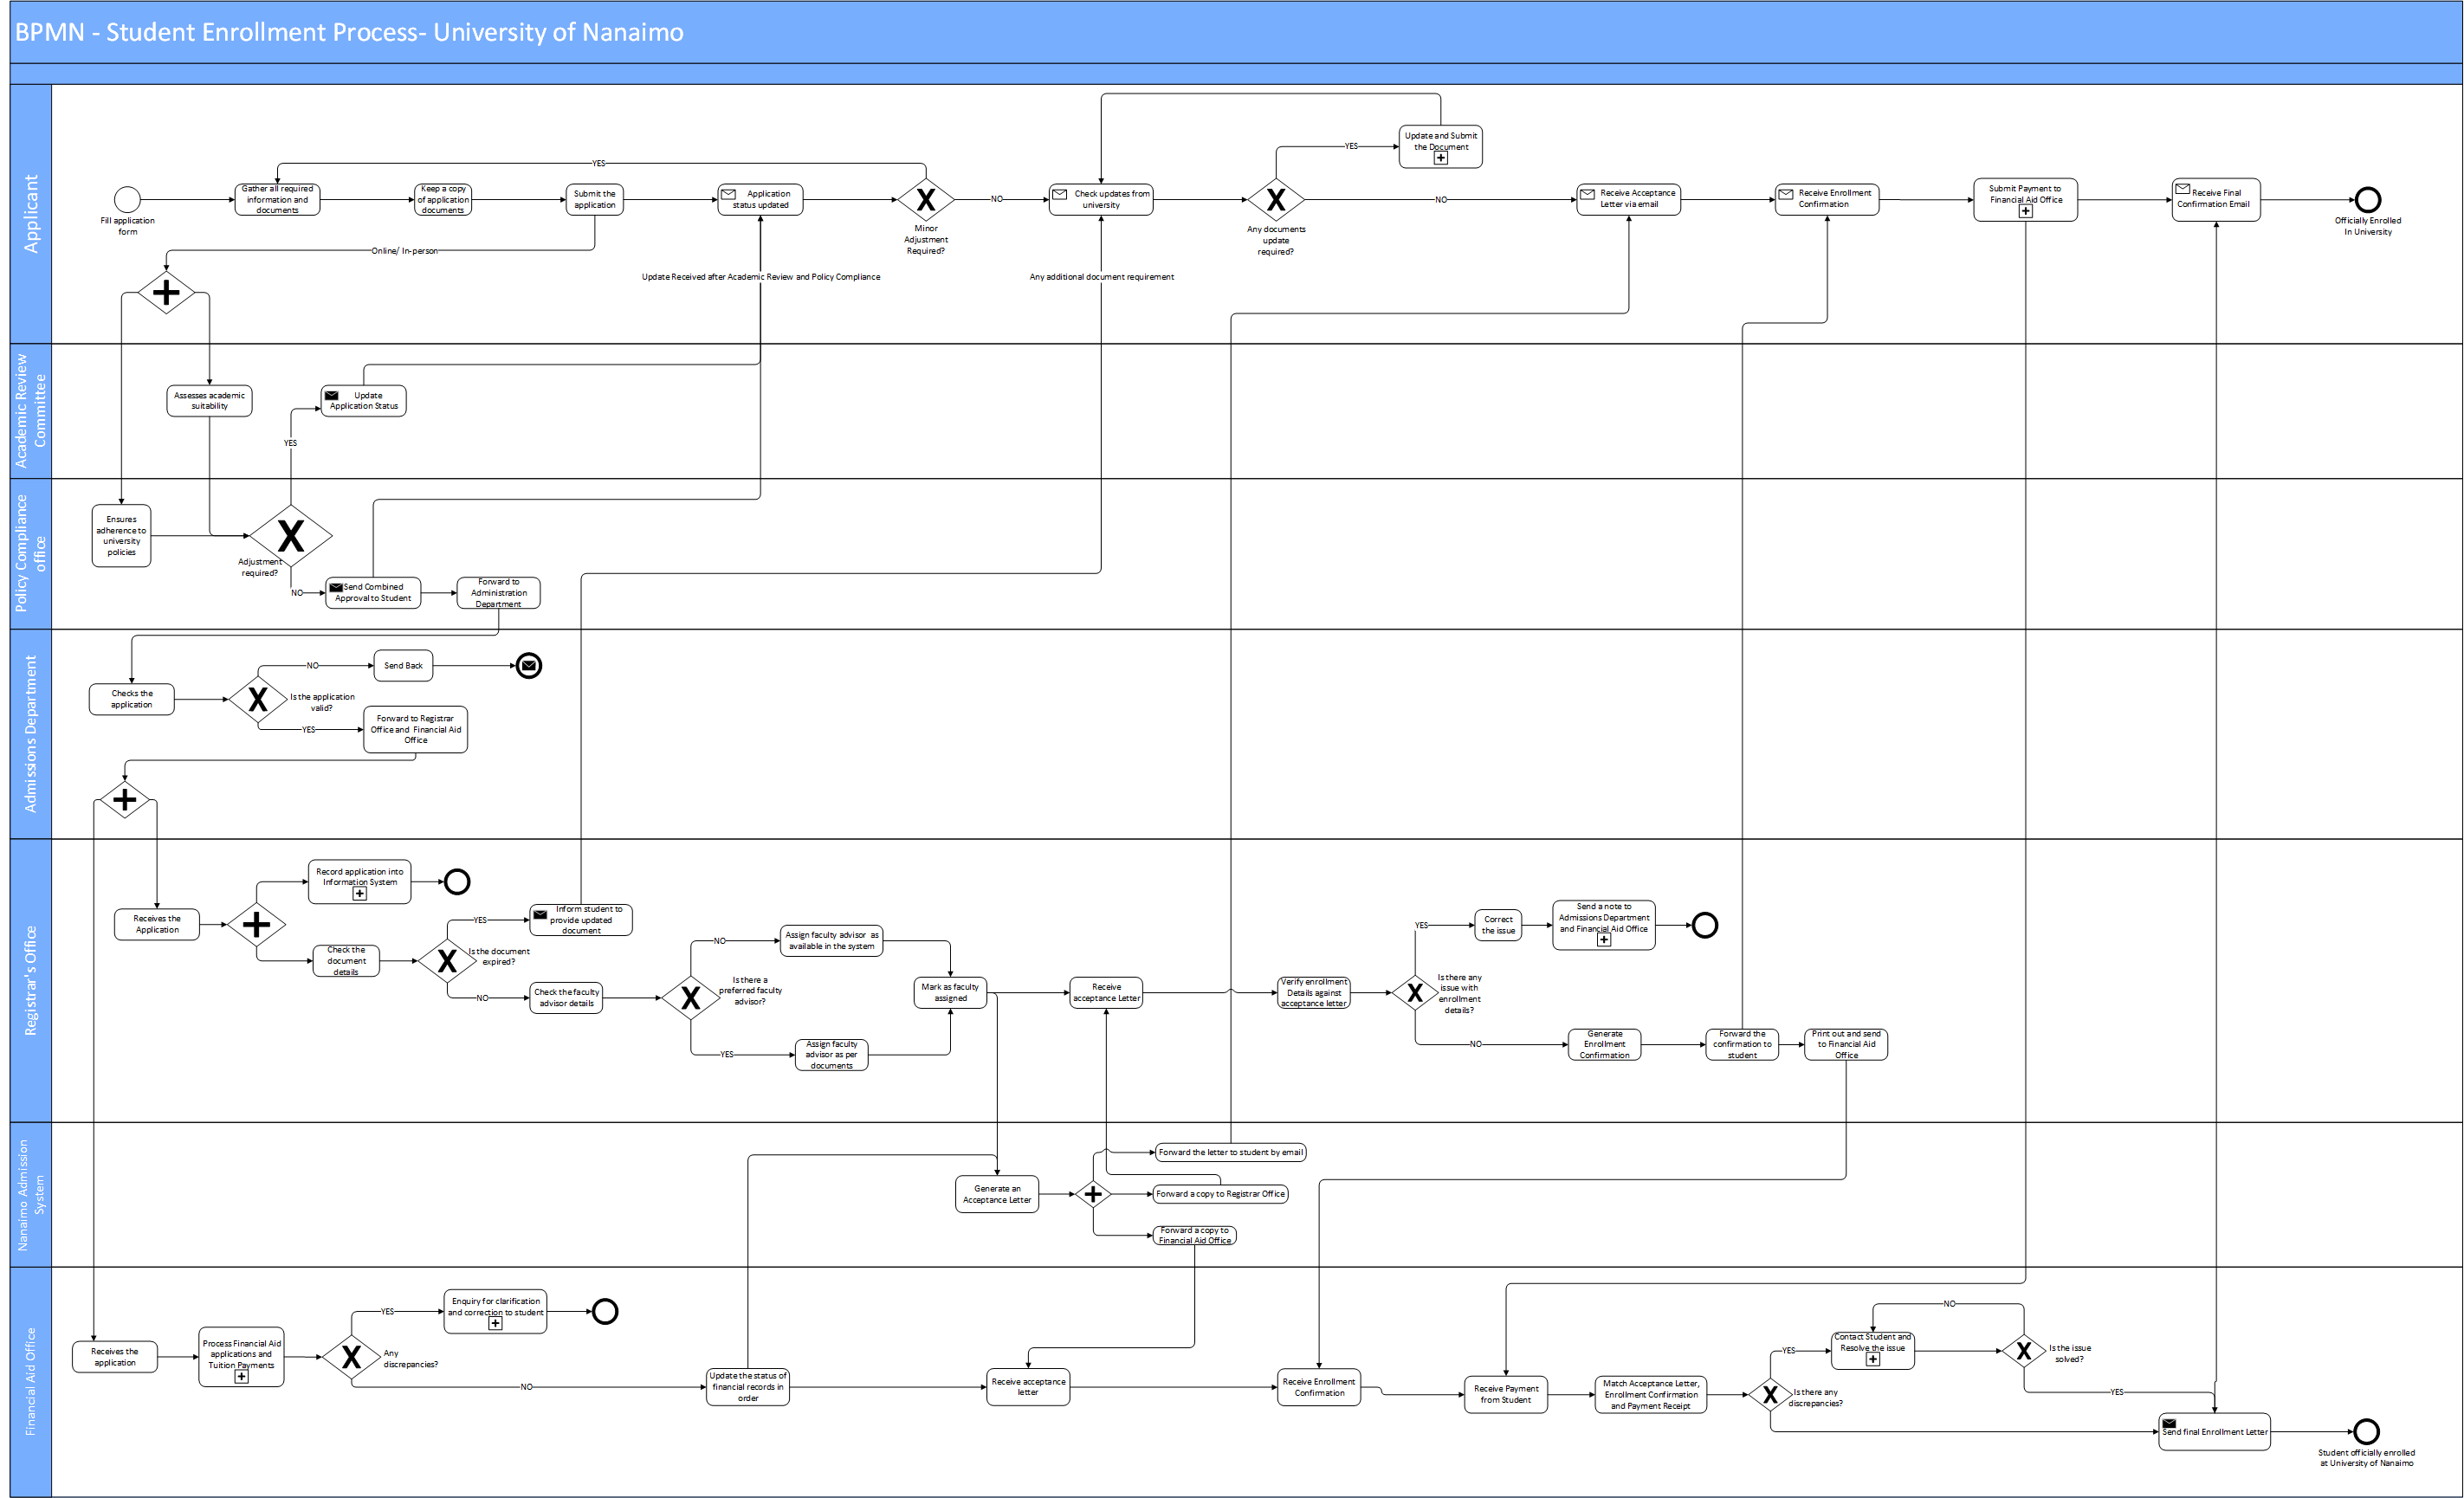 BPMN - Student Enrollment Process- University of Nanaimo
Applicant
Fill application
form
Gather all required
information and
documents
Keep a copy
of application
documents
Submit the
application
Application
status updated
YES
Minor
Adjustment
Required?
NO
Check updates from
university
Any documents
update
required?
YES
Update and Submit
the Document
NO
Receive Acceptance
Letter via email
Receive Enrollment
Confirmation
Submit Payment to
Financial Aid Office
Receive Final
Confirmation Email
Officially Enrolled
In University
Online/ In-person
Update Received after Academic Review and Policy Compliance
Any additional document requirement
Academic Review
Committee
Assesses academic
suitability
Update
Application Status
YES
Policy Compliance
office
Ensures
adherence to
university
policies
Adjustment
required?
NO
Send Combined
Approval to Student
Forward to
Administration
Department
Admissions Department
Checks the
application
Is the application
valid?
NO
Send Back
YES
Forward to Registrar
Office and Financial Aid
Office
Registrar's Office
Receives the
Application
Record application into
Information System
Check the
document
details
Is the document
expired?
YES
Inform student to
provide updated
document
NO
Check the faculty
advisor details
Is there a
preferred faculty
advisor?
NO
Assign faculty advisor as
available in the system
YES
Assign faculty
advisor as per
documents
Mark as faculty
assigned
Receive
acceptance Letter
Verify enrollment
Details against
acceptance letter
Is there any
issue with
enrollment
details?
YES
Correct
the issue
Send a note to
Admissions Department
and Financial Aid Office
NO
Generate
Enrollment
Confirmation
Forward the
confirmation to
student
Print out and send
to Financial Aid
Office
Nanaimo Admission
System
Generate an
Acceptance Letter
Forward the letter to student by email
Forward a copy to Registrar Office
Forward a copy to
Financial Aid Office
Financial Aid Office
Receives the
application
Process Financial Aid
applications and
Tuition Payments
Any
discrepancies?
YES
Enquiry for clarification
and correction to student
NO
Update the status of
financial records in
order
Receive acceptance
letter
Receive Enrollment
Confirmation
Receive Payment
from Student
Match Acceptance Letter,
Enrollment Confirmation
and Payment Receipt
Is there any
discrepancies?
YES
Contact Student and
Resolve the issue
NO
Is the issue
solved?
YES
Send final Enrollment Letter
Student officially enrolled
at University of Nanaimo